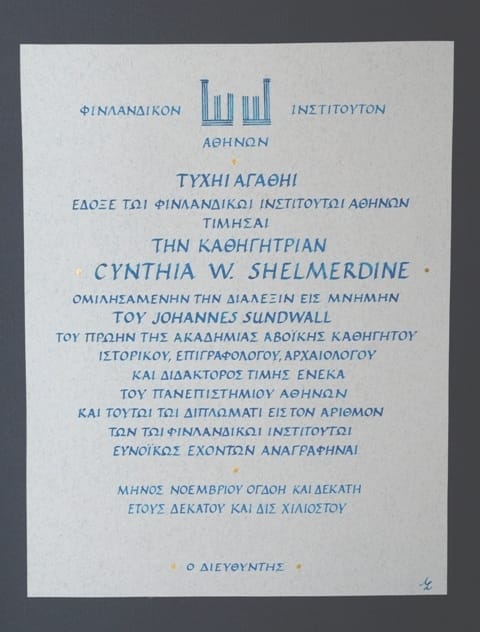 ΦΙΝΛΑΝΔΙΚΟΝ ΙΝΣΤΙΤΟΥΤΟΝ
ΑΘΗΝΩΝ
ΤΥΧΗΙ ΑΓΑΘΗΙ
ΕΔΟΞΕ ΤΩΙ ΦΙΝΛΑΝΔΙΚΩΙ ΙΝΣΤΙΤΟΥΤΩΙ ΑΘΗΝΩΝ
ΤΙΜΗΣΑΙ
ΤΗΝ ΚΑΘΗΓΗΤΡΙΑΝ
CYNTHIA W. SHELMERDINE
ΟΜΙΛΗΣΑΜΕΝΗΝ ΤΗΝ ΔΙΑΛΕΞΙΝ ΕΙΣ ΜΝΗΜΗΝ
ΤΟΥ JOHANNES SUNDWALL
ΤΟΥ ΠΡΩΗΝ ΤΗΣ ΑΚΑΔΗΜΙΑΣ ΑΒΟΪΚΗΣ ΚΑΘΗΓΗΤΟΥ
ΙΣΤΟΡΙΚΟΥ, ΕΠΙΓΡΑΦΟΛΟΓΟΥ, ΑΡΧΑΙΟΛΟΓΟΥ
ΚΑΙ ΔΙΔΑΚΤΟΡΟΣ ΤΙΜΗΣ ΕΝΕΚΑ
ΤΟΥ ΠΑΝΕΠΙΣΤΗΜΙΟΥ ΑΘΗΝΩΝ
ΚΑΙ ΤΟΥΤΩΙ ΤΩΙ ΔΙΠΛΩΜΑΤΙ ΕΙΣ ΤΟΝ ΑΡΙΘΜΟΝ
ΤΩΝ ΤΩΙ ΦΙΝΛΑΝΔΙΚΩΙ ΙΝΣΤΙΤΟΥΤΩΙ
ΕΥΝΟΪΚΩΣ ΕΧΟΝΤΩΝ ΑΝΑΓΡΑΦΗΝΑΙ
ΜΗΝΟΣ ΝΟΕΜΒΡΙΟΥ ΟΓΔΟΗ ΚΑΙ ΔΕΚΑΤΗ
ΕΤΟΥΣ ΔΕΚΑΤΟΥ ΚΑΙ ΔΙΣ ΧΙΛΙΟΣΤΟΥ
Ο ΔΙΕΥΘΥΝΤΗΣ